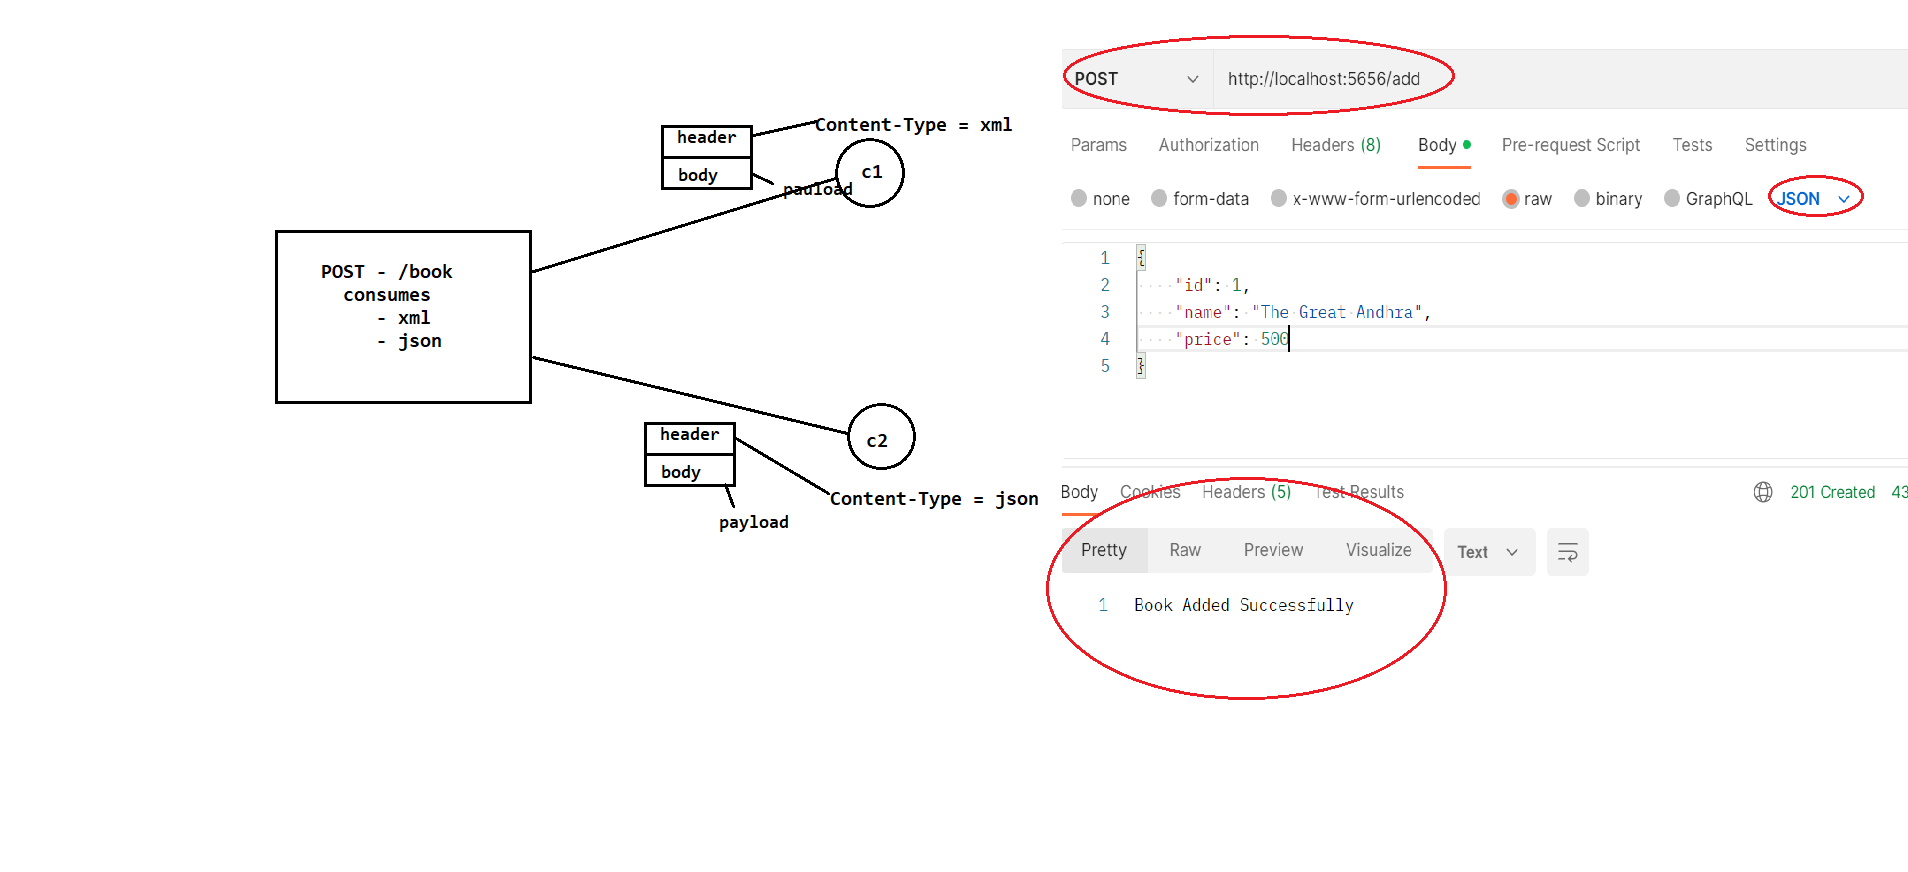 header
Content-Type = xml
body
pauload
c1
POST - /book
consumes
- xml
- json
header
c2
body
Content-Type = json
payload
POST
http://localhost:5656/add
Params Authorization Headers (8) Body Pre-request Script Tests Settings
none form-data x-www-form-urlencoded raw binary GraphQL JSON
1 {
2 "id": 1,
3 "name": "The Great Andhra",
4 "price": 500
5 }
Body Cookies Headers (5) Test Results 201 Created 43
Pretty Raw Preview Visualize Text
1 Book Added Successfully